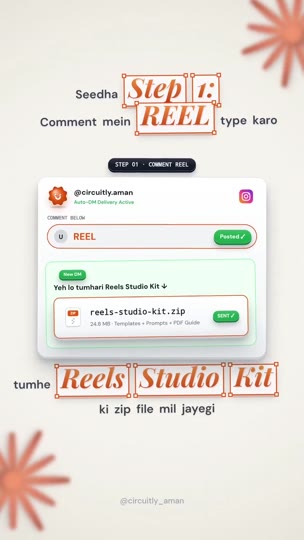 Seedha Step 1:
Comment mein REEL type karo
STEP 01 · COMMENT REEL
@circuitly.aman
Auto-DM Delivery Active
COMMENT BELOW
U REEL Posted ✓
New DM
Yeh lo tumhari Reels Studio Kit ↓
ZIP reels-studio-kit.zip
24.8 MB · Templates + Prompts + PDF Guide
SENT ✓
tumhe Reels Studio Kit
ki zip file mil jayegi
@circuitly_aman